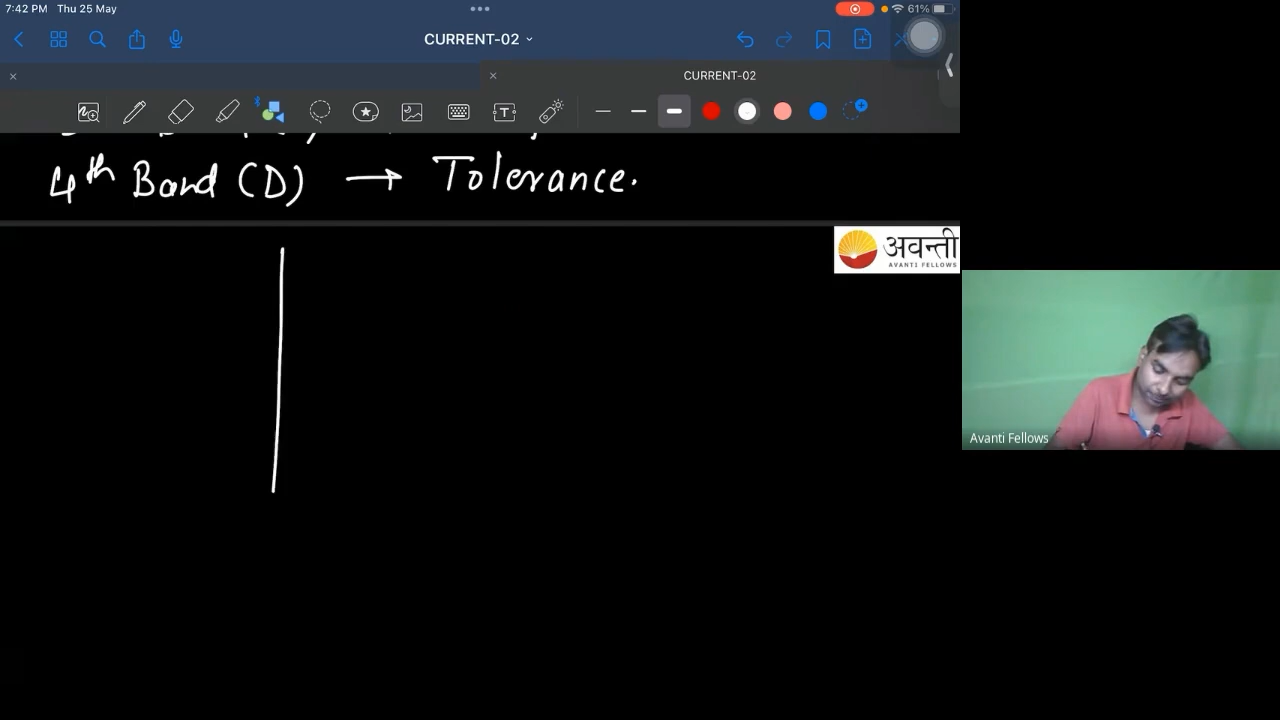 7:42 PM Thu 25 May
61%
CURRENT-02
CURRENT-02
4th Band (D) → Tolerance.
अवन्ती
AVANTI FELLOWS
Avanti Fellows